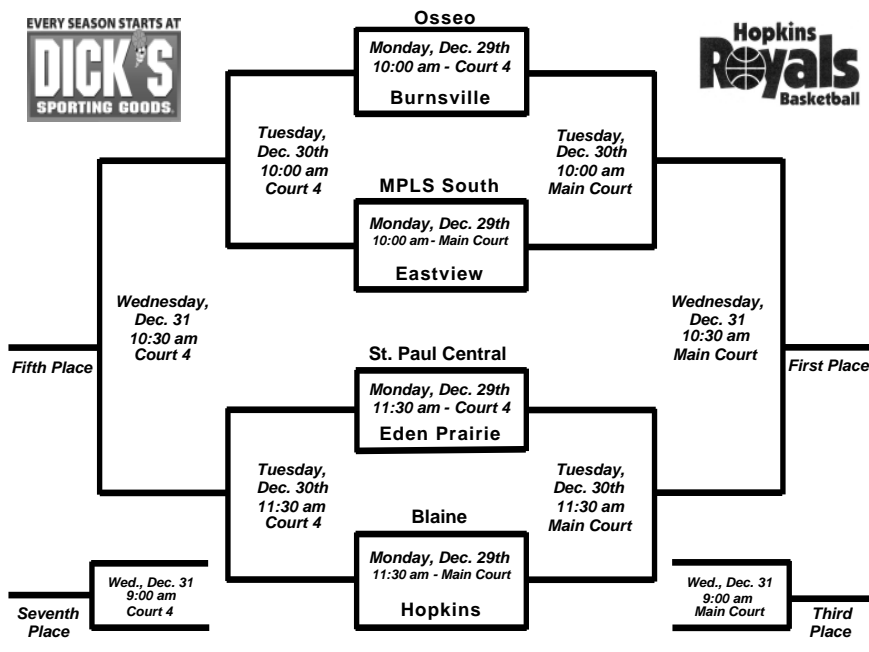 EVERY SEASON STARTS AT
DICK'S
SPORTING GOODS
Hopkins
Royals
Basketball
Osseo
Monday, Dec. 29th
10:00 am - Court 4
Burnsville
Tuesday,
Dec. 30th
10:00 am
Court 4
Tuesday,
Dec. 30th
10:00 am
Main Court
MPLS South
Monday, Dec. 29th
10:00 am - Main Court
Eastview
Wednesday,
Dec. 31
10:30 am
Court 4
Fifth Place
Wednesday,
Dec. 31
10:30 am
Main Court
First Place
St. Paul Central
Monday, Dec. 29th
11:30 am - Court 4
Eden Prairie
Tuesday,
Dec. 30th
11:30 am
Court 4
Tuesday,
Dec. 30th
11:30 am
Main Court
Blaine
Monday, Dec. 29th
11:30 am - Main Court
Hopkins
Wed., Dec. 31
9:00 am
Court 4
Seventh
Place
Wed., Dec. 31
9:00 am
Main Court
Third
Place